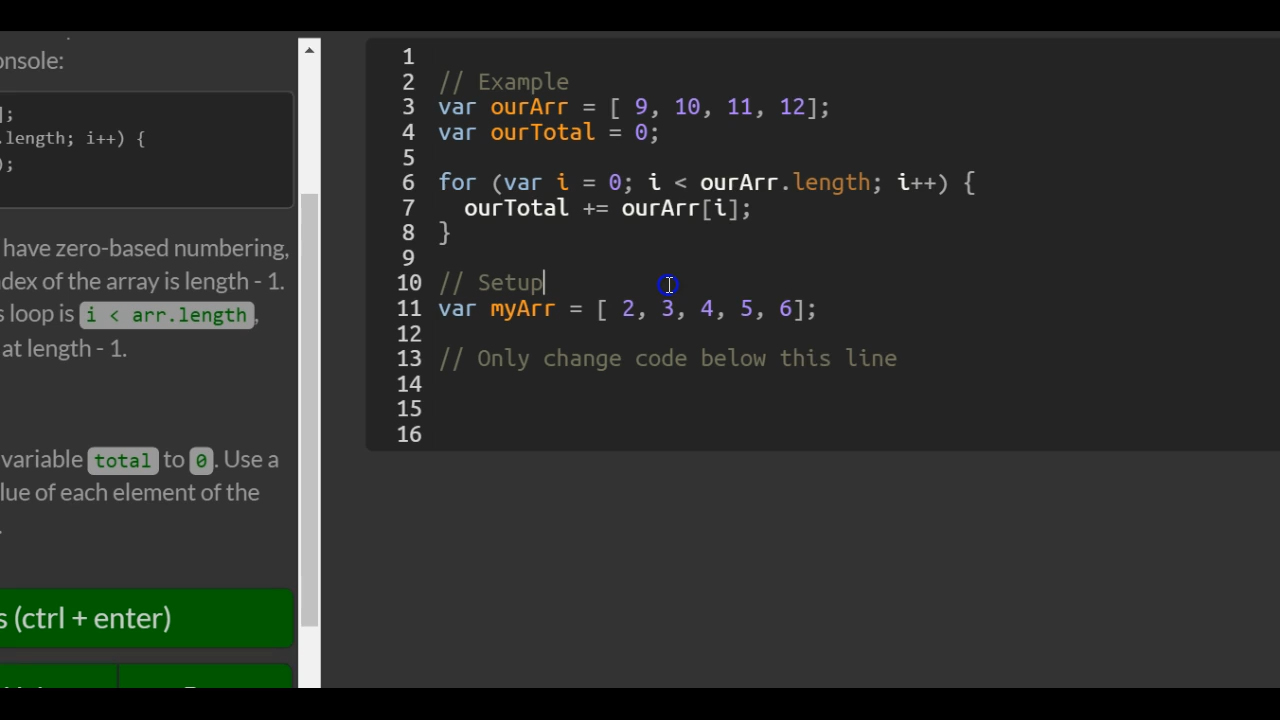 onsole:
];
.length; i++) {
);
have zero-based numbering,
dex of the array is length - 1.
s loop is i < arr.length,
at length - 1.
variable total to 0. Use a
lue of each element of the
.
s (ctrl + enter)
1
2 // Example
3 var ourArr = [ 9, 10, 11, 12];
4 var ourTotal = 0;
5
6 for (var i = 0; i < ourArr.length; i++) {
7 ourTotal += ourArr[i];
8 }
9
10 // Setup
11 var myArr = [ 2, 3, 4, 5, 6];
12
13 // Only change code below this line
14
15
16